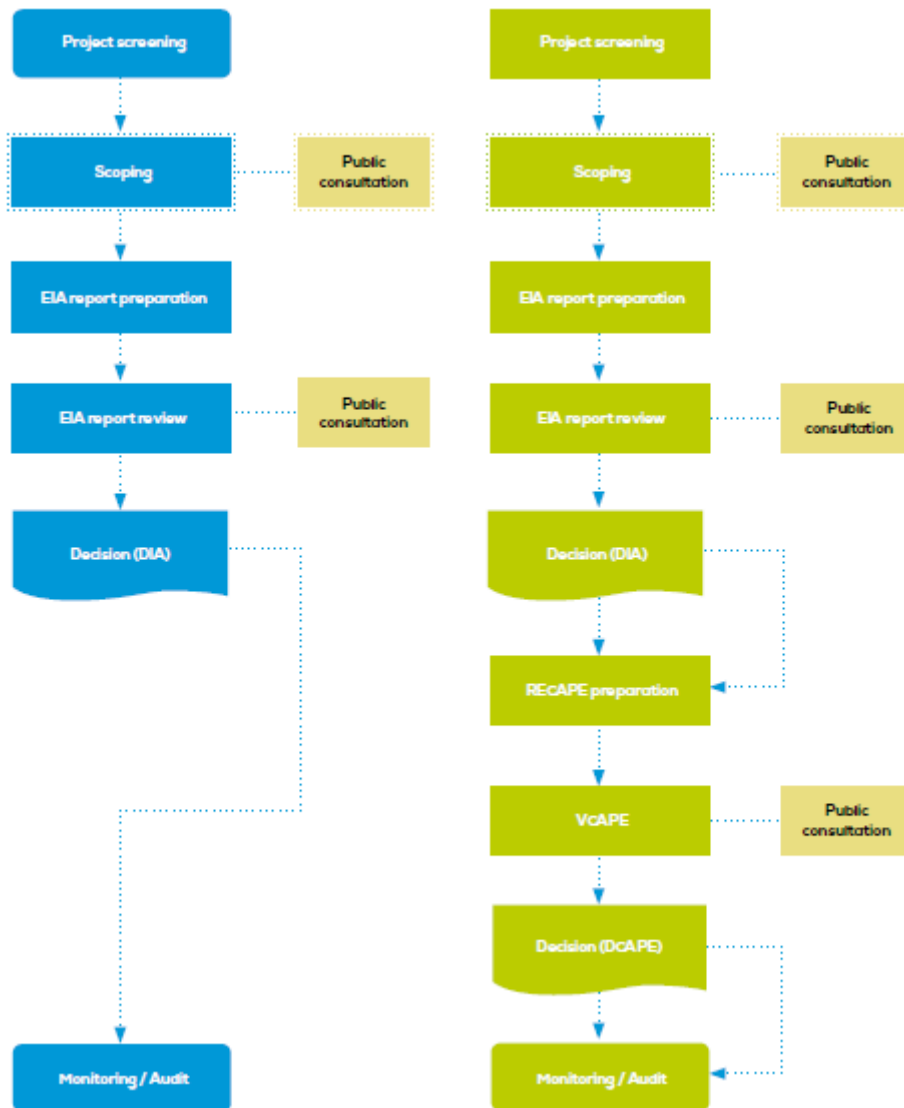 Project screening
Scoping
Public
consultation
EIA report preparation
EIA report review
Public
consultation
Decision (DIA)
Monitoring / Audit
Project screening
Scoping
Public
consultation
EIA report preparation
EIA report review
Public
consultation
Decision (DIA)
RECAPE preparation
VCAPE
Public
consultation
Decision (DCAPE)
Monitoring / Audit